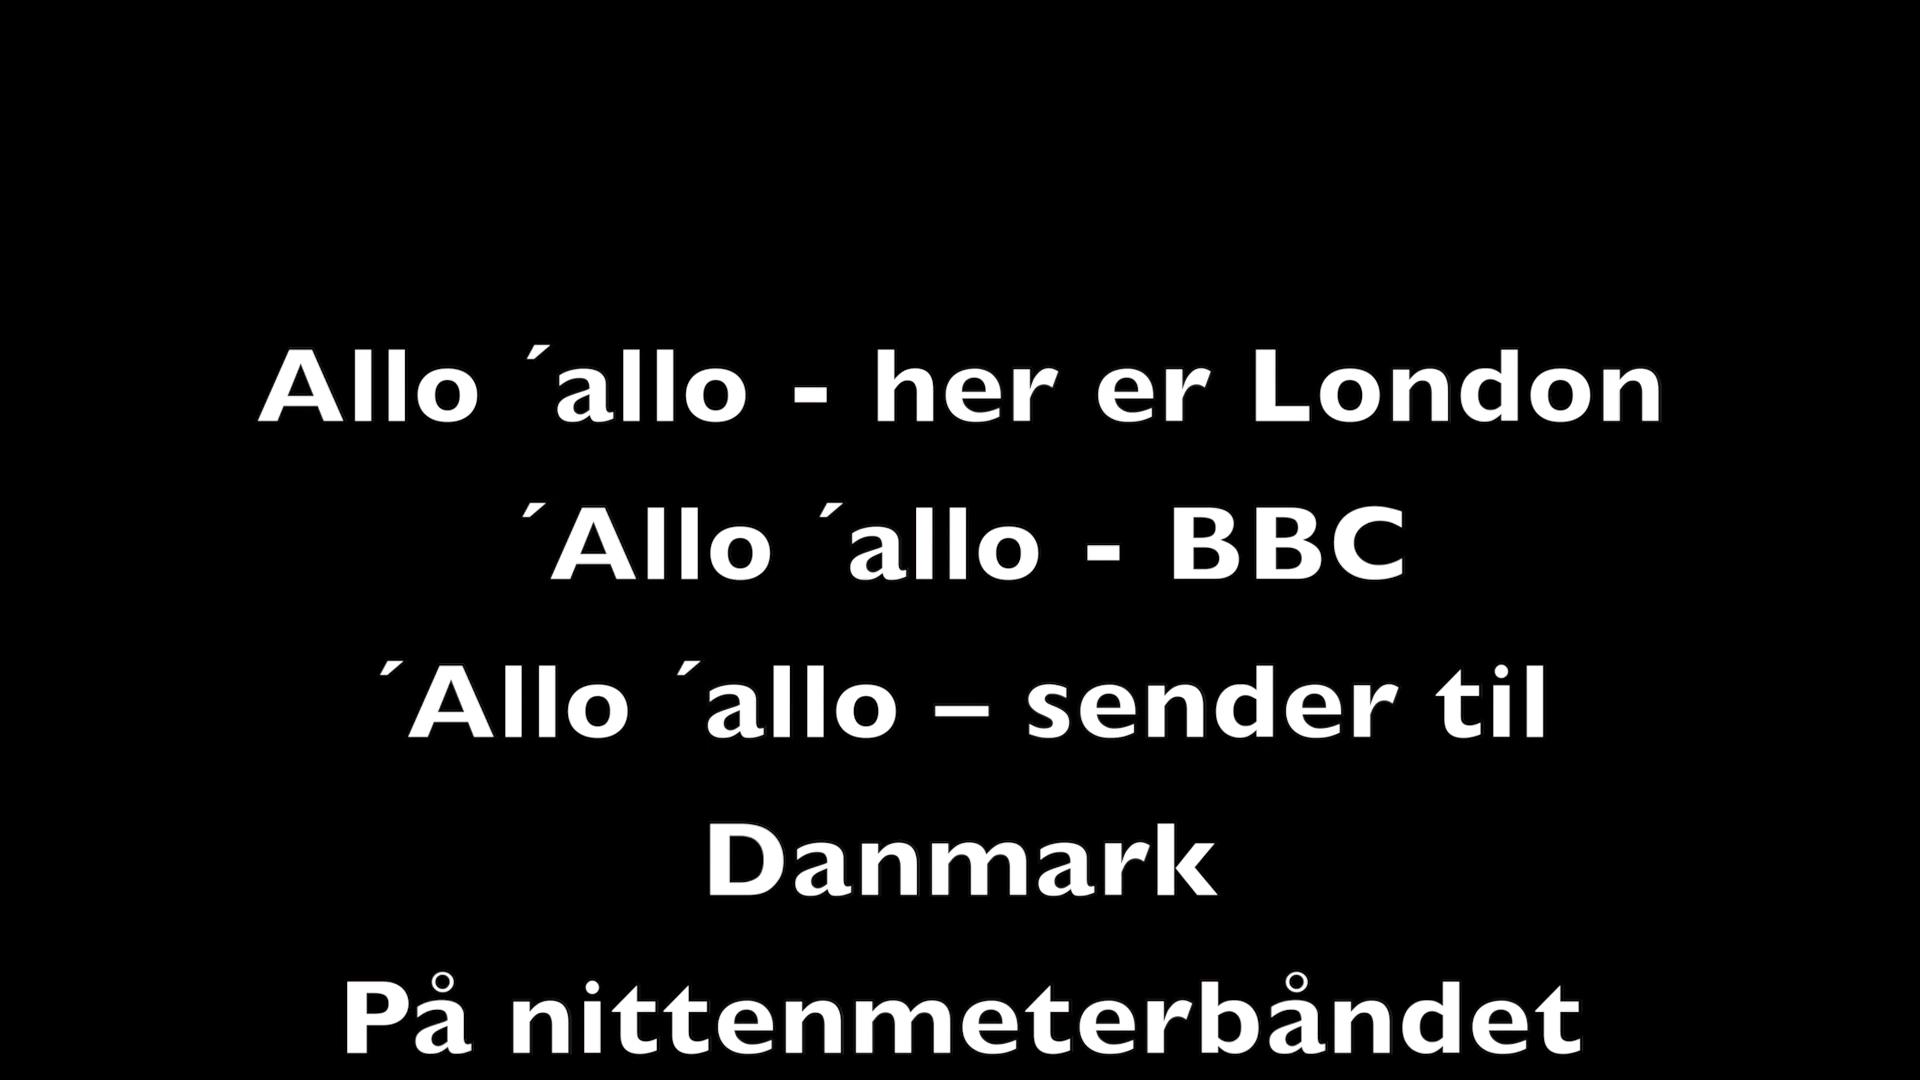 Allo ´allo - her er London
´Allo ´allo - BBC
´Allo ´allo – sender til
Danmark
På nittenmeterbåndet